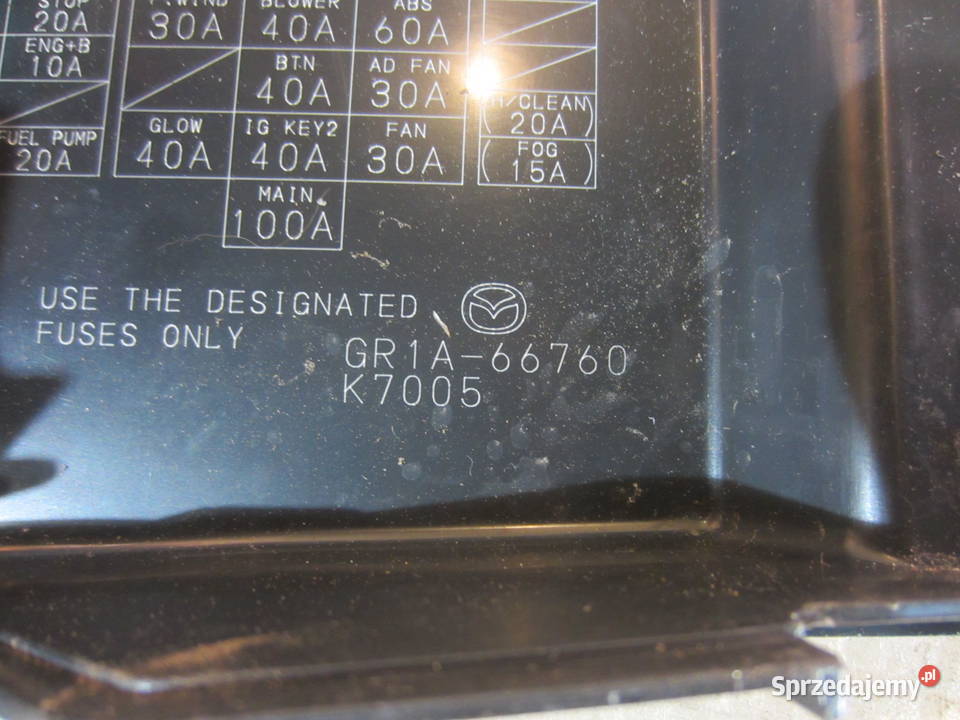 STOP P.WIND BLOWER ABS
20A 30A 40A 60A
ENG+B BTN AD FAN
10A 40A 30A
H/CLEAN
(20A)
FUEL PUMP GLOW IG KEY2 FAN FOG
20A 40A 40A 30A (15A)
MAIN
100A
USE THE DESIGNATED
FUSES ONLY
GR1A-66760
K7005
Sprzedajemy.pl